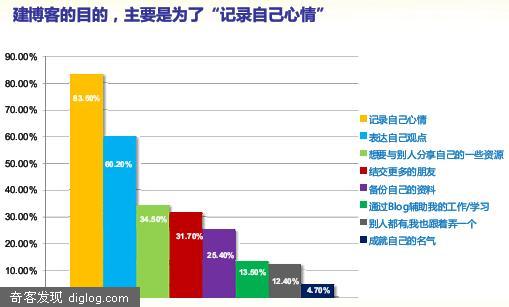 建博客的目的，主要是为了“记录自己心情”
90.00%
80.00%
70.00%
60.00%
50.00%
40.00%
30.00%
20.00%
10.00%
83.60%
60.20%
34.50%
31.70%
25.40%
13.60%
12.40%
4.70%
记录自己心情
表达自己观点
想要与别人分享自己的一些资源
结交更多的朋友
备份自己的资料
通过Blog辅助我的工作/学习
别人都有,我也跟着弄一个
成就自己的名气
奇客发现 diglog.com